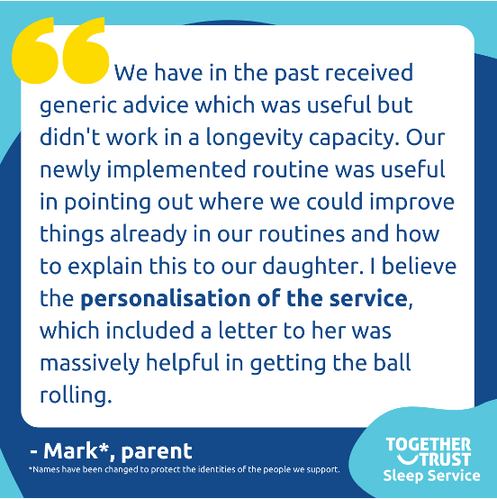 We have in the past received
generic advice which was useful but
didn't work in a longevity capacity. Our
newly implemented routine was useful
in pointing out where we could improve
things already in our routines and how
to explain this to our daughter. I believe
the personalisation of the service,
which included a letter to her was
massively helpful in getting the ball
rolling.
- Mark*, parent
*Names have been changed to protect the identities of the people we support.
TOGETHER
TRUST
Sleep Service